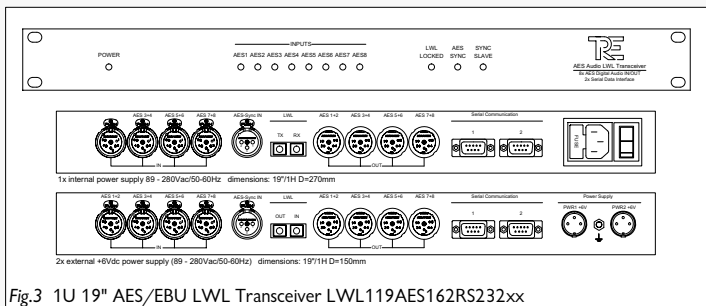 INPUTS
POWER
AES1 AES2 AES3 AES4 AES5 AES6 AES7 AES8
LWL LOCKED
AES SYNC
SYNC SLAVE
TRE
AES Audio LWL Transceiver
8x AES Digital Audio IN/OUT
2x Serial Data Interface
AES 3+4 AES 5+6 AES 7+8 AES-Sync IN LWL AES 1+2 AES 3+4 AES 5+6 AES 7+8 Serial Communication
TX RX 1 2
FUSE
IN OUT
1x internal power supply 89 - 280Vac/50-60Hz dimensions: 19"/1H D=270mm
AES 1+2 AES 3+4 AES 5+6 AES 7+8 AES-Sync IN LWL AES 1+2 AES 3+4 AES 5+6 AES 7+8 Serial Communication Power Supply
OUT IN 1 2 PWR1 +6V PWR2 +6V
IN OUT
2x external +6Vdc power supply (89 - 280Vac/50-60Hz) dimensions: 19"/1H D=150mm
Fig.3 1U 19" AES/EBU LWL Transceiver LWL119AES162RS232xx